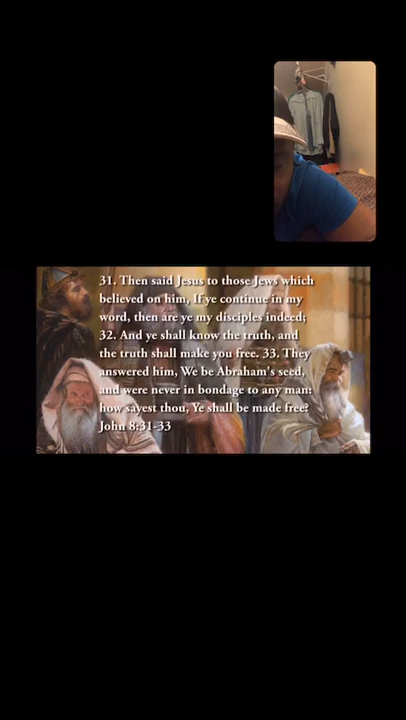 31. Then said Jesus to those Jews which
believed on him, If ye continue in my
word, then are ye my disciples indeed;
32. And ye shall know the truth, and
the truth shall make you free. 33. They
answered him, We be Abraham's seed,
and were never in bondage to any man:
how sayest thou, Ye shall be made free?
John 8:31-33